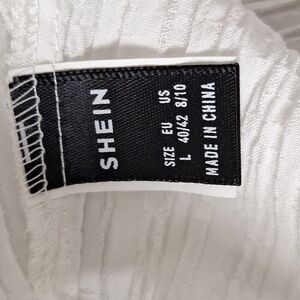 SHEIN
SIZE EU US
L 40/42 8/10
MADE IN CHINA